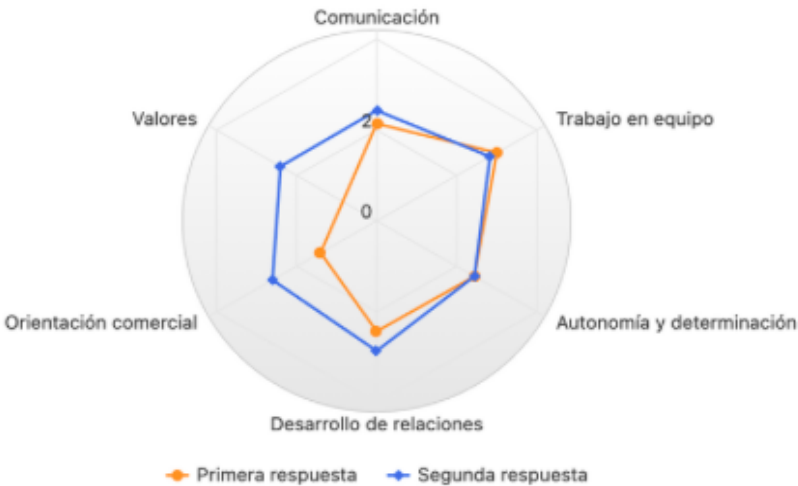 Comunicación
Valores
Trabajo en equipo
2
0
Orientación comercial
Autonomía y determinación
Desarrollo de relaciones
Primera respuesta
Segunda respuesta